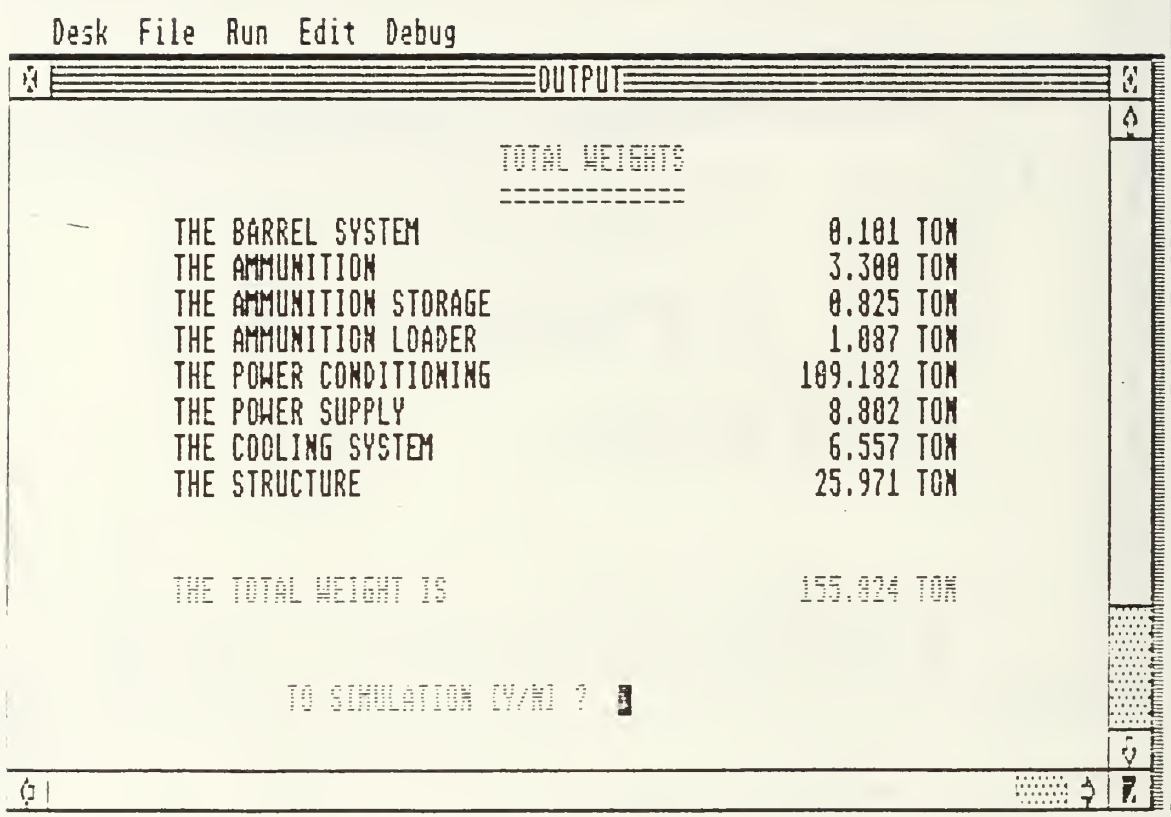 Desk File Run Edit Debug
OUTPUT
TOTAL WEIGHTS
=============
THE BARREL SYSTEM 0.101 TON
THE AMMUNITION 3.300 TON
THE AMMUNITION STORAGE 0.825 TON
THE AMMUNITION LOADER 1.087 TON
THE POWER CONDITIONING 109.182 TON
THE POWER SUPPLY 8.802 TON
THE COOLING SYSTEM 6.557 TON
THE STRUCTURE 25.971 TON
THE TOTAL WEIGHT IS 155.824 TON
TO SIMULATION [Y/N] ?